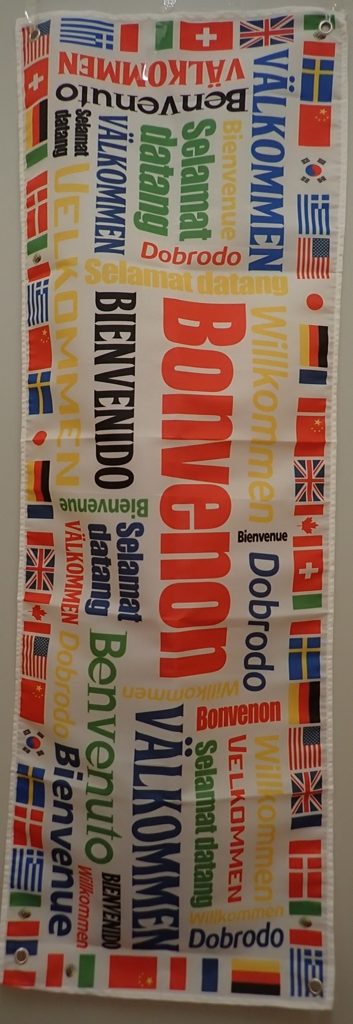 VÄLKOMMEN
Benvenuto
VÄLKOMMEN
Selamat
datang
VÄLKOMMEN
Selamat
datang
Bienvenue
Dobrodo
VELKOMMEN
Selamat datang
BIENVENIDO
Bonvenon
Willkommen
Bienvenue
Bienvenue
VÄLKOMMEN
Selamat
datang
Dobrodo
Dobrodo
Benvenuto
Willkommen
Bonvenon
VÄLKOMMEN
Selamat datang
VELKOMMEN
Willkommen
Bienvenue
Willkommen
BIENVENIDO
Willkommen
Dobrodo